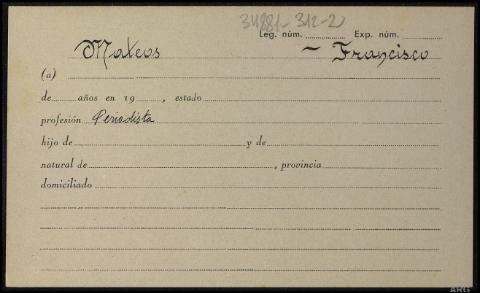 34881-312-2
Leg. núm. Exp. núm.
Mateos - Francisco
(a)
de años en 19 , estado
profesión Periodista
hijo de y de
natural de , provincia
domiciliado